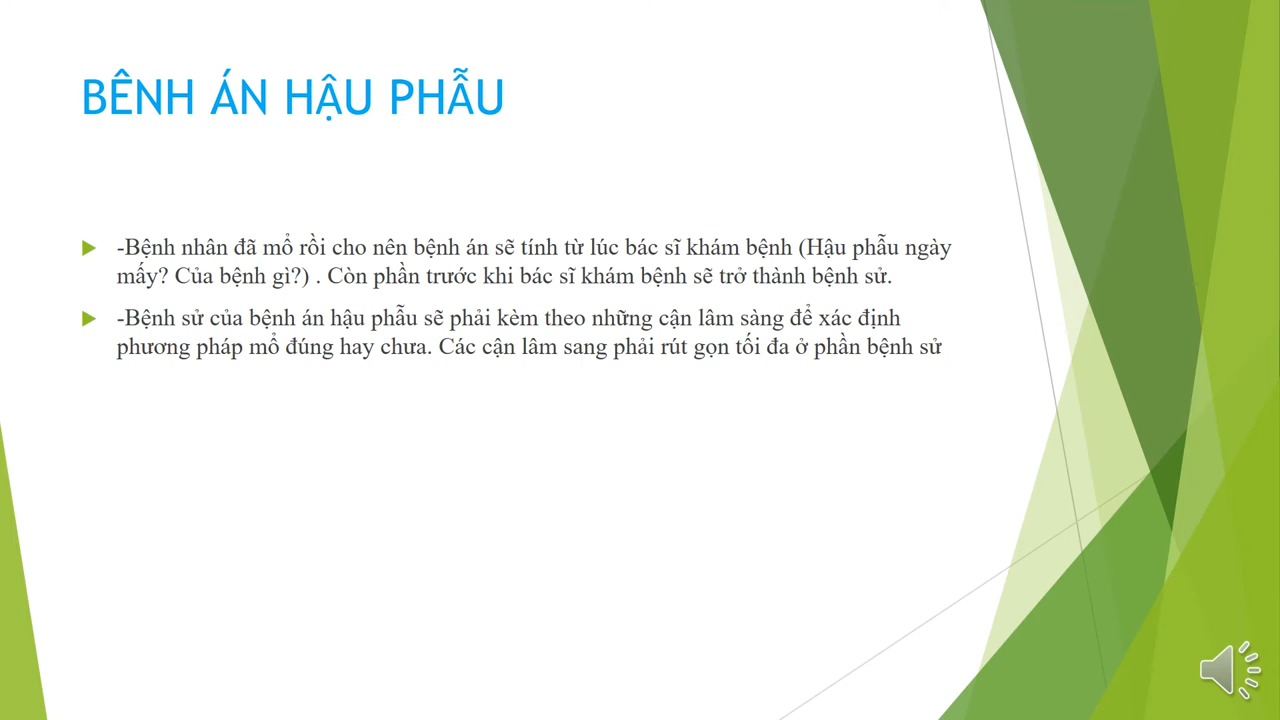 BÊNH ÁN HẬU PHẪU
-Bệnh nhân đã mổ rồi cho nên bệnh án sẽ tính từ lúc bác sĩ khám bệnh (Hậu phẫu ngày
mấy? Của bệnh gì?) . Còn phần trước khi bác sĩ khám bệnh sẽ trở thành bệnh sử.
-Bệnh sử của bệnh án hậu phẫu sẽ phải kèm theo những cận lâm sàng để xác định
phương pháp mổ đúng hay chưa. Các cận lâm sang phải rút gọn tối đa ở phần bệnh sử